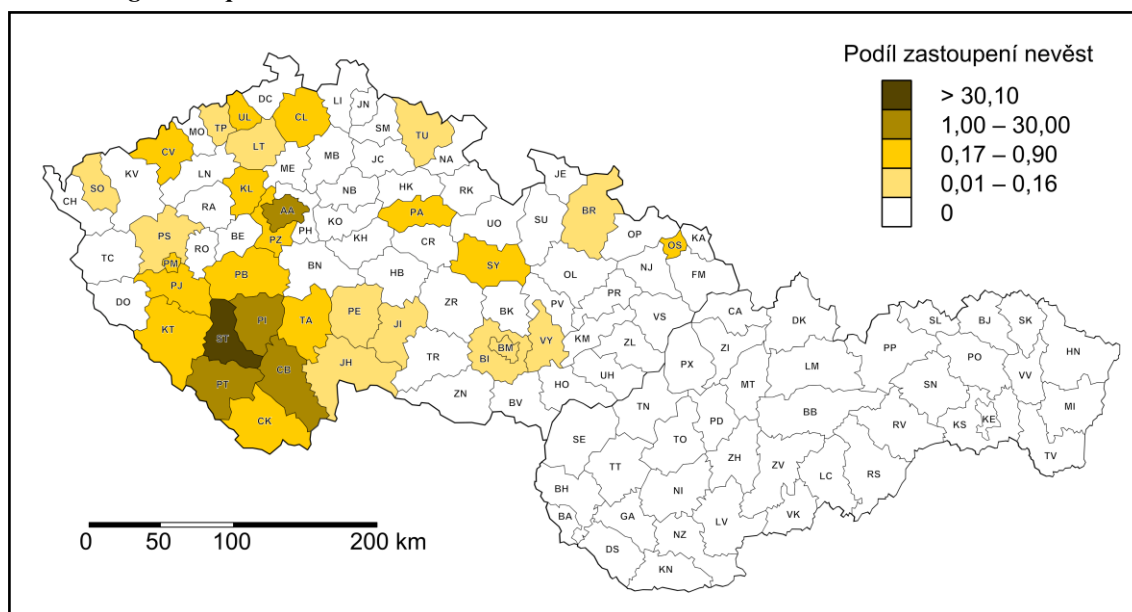 Podíl zastoupení nevěst
> 30,10
1,00 – 30,00
0,17 – 0,90
0,01 – 0,16
0
DC LI JN
UL CL
MO TP SM TU
CV LT
ME MB JC NA JE
SO KV LN
CH KL NB HK RK BR
RA AA PA SU
KO UO OP OS KA
PS BE PZ PH
TC RO KH CR
PM SY NJ FM
PJ PB BN HB OL
DO PR
KT ST PI TA PE JI ZR BK PV VS CA DK SL BJ SK
BM VY KM ZL ZI PP HN
PT CB JH TR BI UH PX LM PO VV
ZN HO MT SN MI
CK BV TN PD BB KS KE
SE TO RV TV
TT ZH ZV LC RS
BH NI
BA GA LV VK
NZ
DS KN
0 50 100 200 km